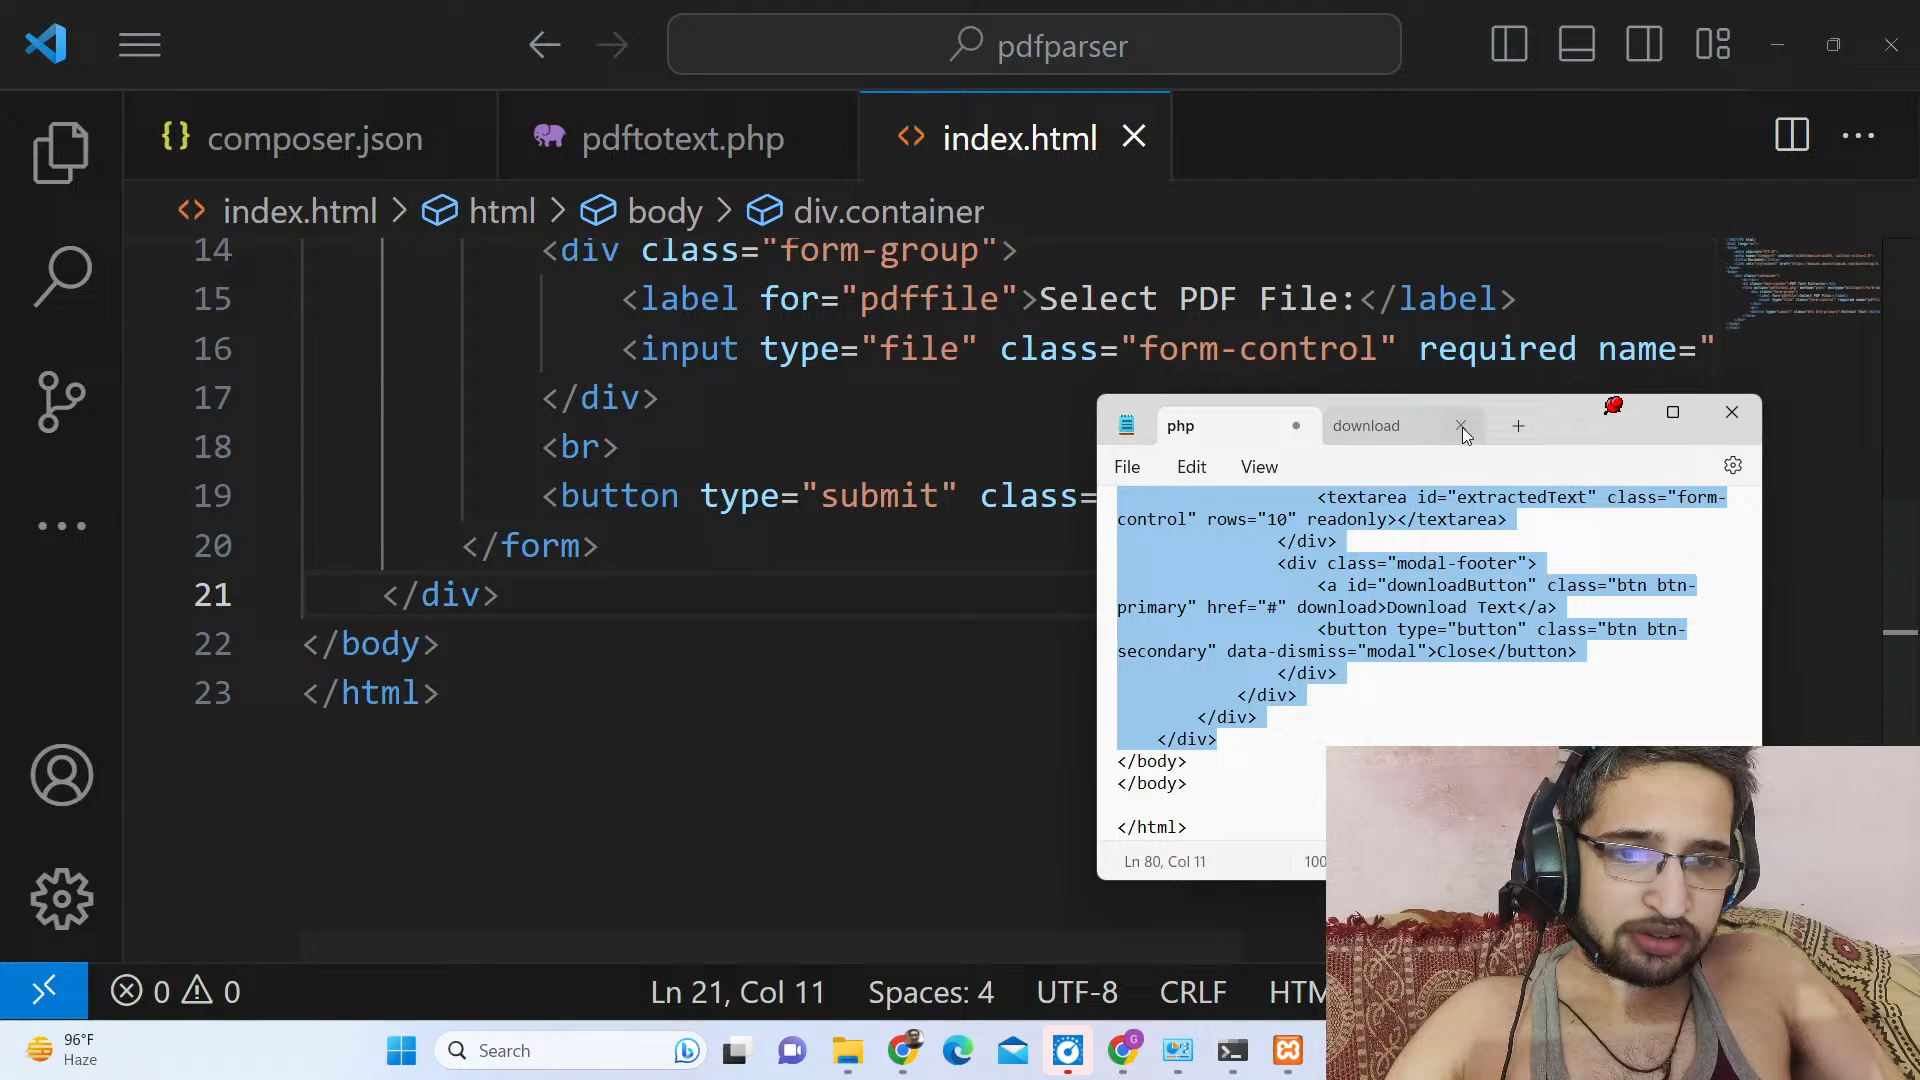 pdfparser
composer.json
pdftotext.php
index.html
index.html > html > body > div.container
14 <div class="form-group">
15 <label for="pdffile">Select PDF File:</label>
16 <input type="file" class="form-control" required name="
17 </div>
18 <br>
19 <button type="submit" class=
20 </form>
21 </div>
22 </body>
23 </html>
php
download
File Edit View
<textarea id="extractedText" class="form-
control" rows="10" readonly></textarea>
</div>
<div class="modal-footer">
<a id="downloadButton" class="btn btn-
primary" href="#" download>Download Text</a>
<button type="button" class="btn btn-
secondary" data-dismiss="modal">Close</button>
</div>
</div>
</div>
</div>
</body>
</body>
</html>
Ln 80, Col 11
100
0 0
Ln 21, Col 11
Spaces: 4
UTF-8
CRLF
HTM
96°F
Haze
Search